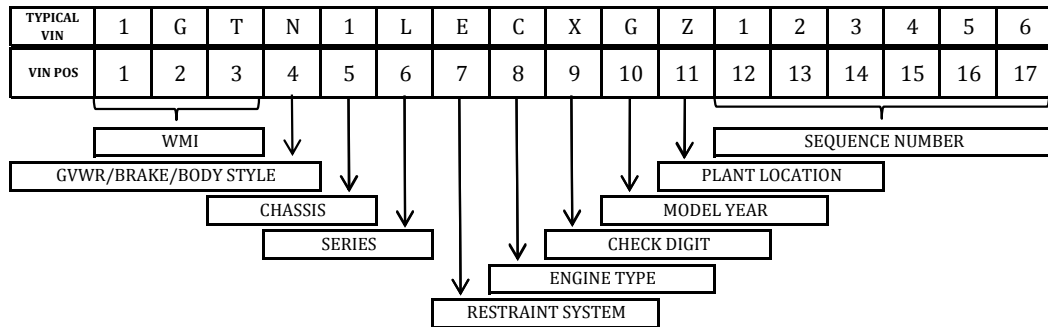 TYPICAL VIN 1 G T N 1 L E C X G Z 1 2 3 4 5 6
VIN POS 1 2 3 4 5 6 7 8 9 10 11 12 13 14 15 16 17
WMI SEQUENCE NUMBER
GVWR/BRAKE/BODY STYLE PLANT LOCATION
CHASSIS MODEL YEAR
SERIES CHECK DIGIT
ENGINE TYPE
RESTRAINT SYSTEM